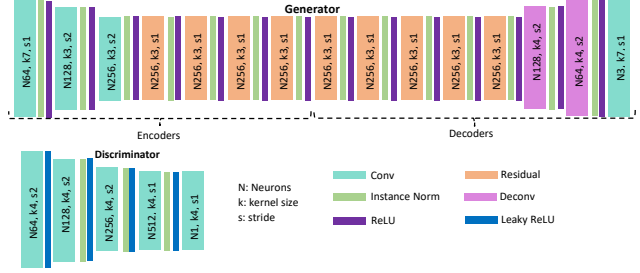 Generator
N64, k7, s1
N128, k3, s2
N256, k3, s2
N256, k3, s1
N256, k3, s1
N256, k3, s1
N256, k3, s1
N256, k3, s1
N256, k3, s1
N256, k3, s1
N256, k3, s1
N256, k3, s1
N128, k4, s2
N64, k4, s2
N3, k7, s1
Encoders
Decoders
Discriminator
N64, k4, s2
N128, k4, s2
N256, k4, s2
N512, k4, s1
N1, k4, s1
N: Neurons
k: kernel size
s: stride
Conv
Instance Norm
ReLU
Residual
Deconv
Leaky ReLU